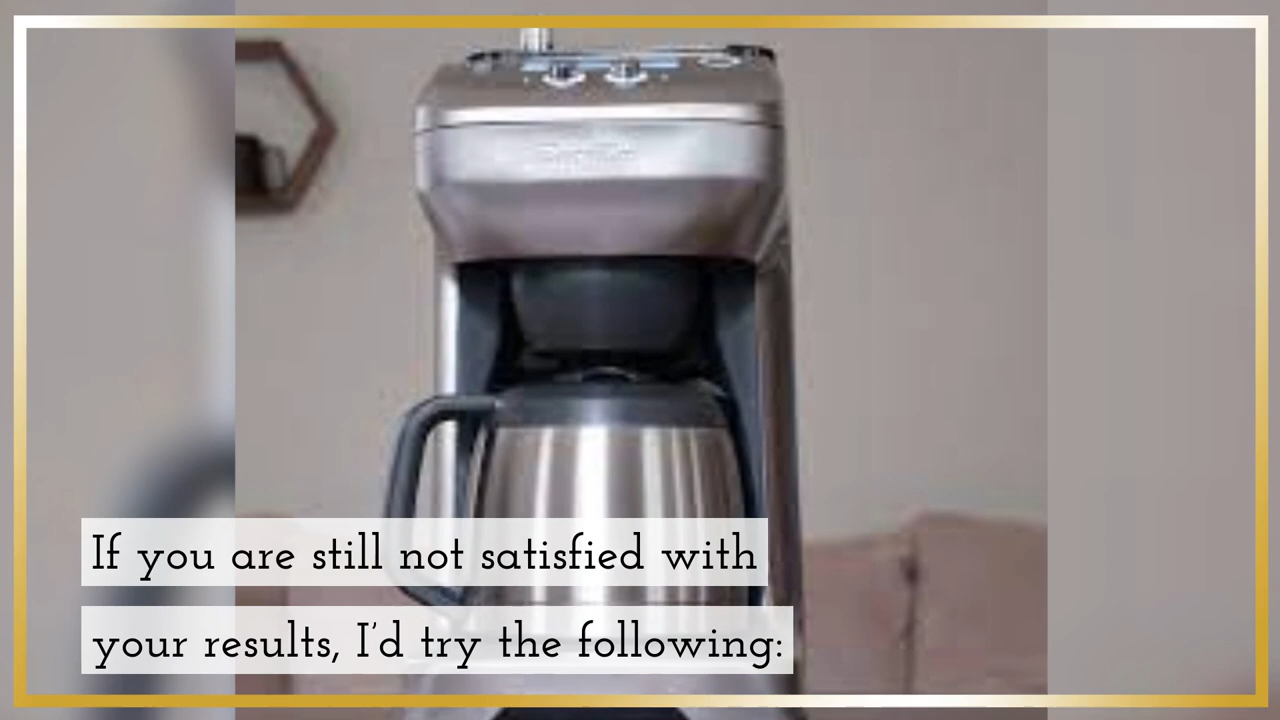 If you are still not satisfied with
your results, I'd try the following: